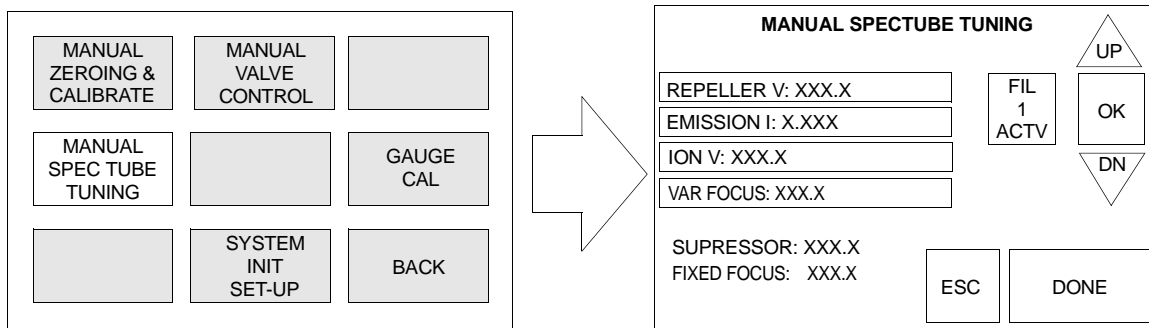 MANUAL
ZEROING &
CALIBRATE
MANUAL
VALVE
CONTROL
MANUAL
SPEC TUBE
TUNING
GAUGE
CAL
SYSTEM
INIT
SET-UP
BACK
MANUAL SPECTUBE TUNING
UP
REPELLER V: XXX.X
EMISSION I: X.XXX
ION V: XXX.X
VAR FOCUS: XXX.X
FIL
1
ACTV
OK
DN
SUPRESSOR: XXX.X
FIXED FOCUS: XXX.X
ESC
DONE